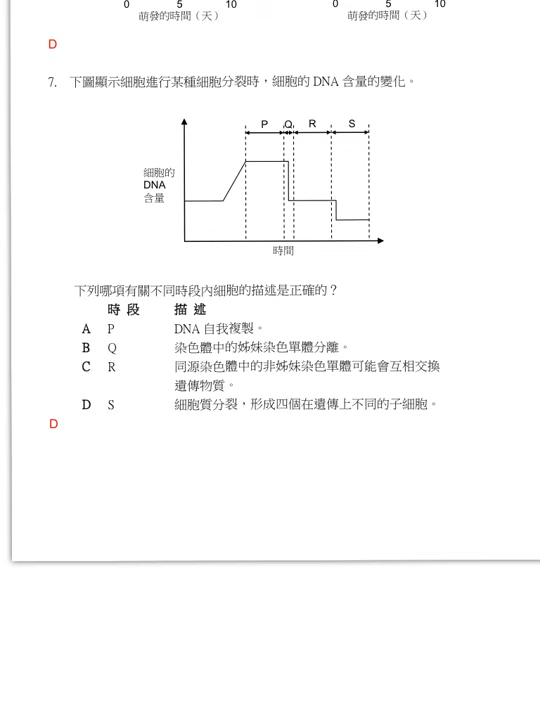 0 5 10 0 5 10
萌發的時間（天） 萌發的時間（天）
D
7. 下圖顯示細胞進行某種細胞分裂時，細胞的 DNA 含量的變化。
P Q R S
細胞的
DNA
含量
時間
下列哪項有關不同時段內細胞的描述是正確的？
時 段 描 述
A P DNA 自我複製。
B Q 染色體中的姊妹染色單體分離。
C R 同源染色體中的非姊妹染色單體可能會互相交換
遺傳物質。
D S 細胞質分裂，形成四個在遺傳上不同的子細胞。
D